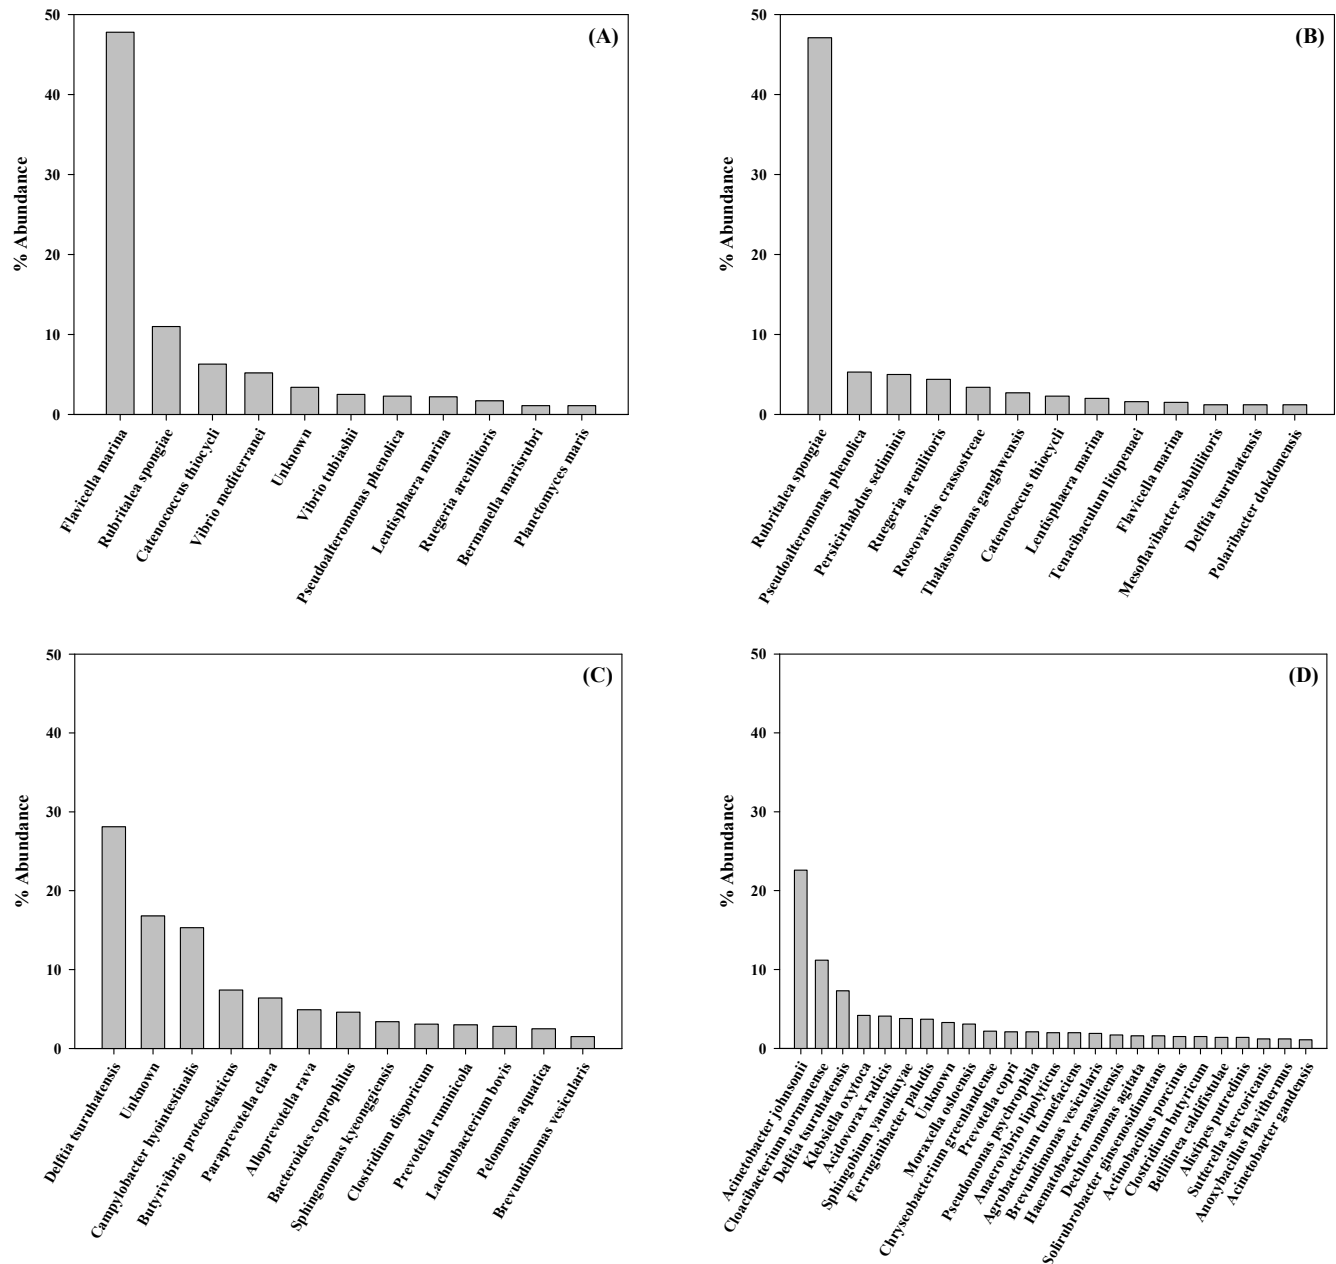 (A)
% Abundance
50
40
30
20
10
0
Flavicella marina
Rubritalea spongiae
Catenococcus thiocycli
Vibrio mediterranei
Unknown
Vibrio tubiashii
Pseudoalteromonas phenolica
Lentisphaera marina
Ruegeria arenilitoris
Bermanella marisrubri
Planctomyces maris
(B)
% Abundance
50
40
30
20
10
0
Rubritalea spongiae
Pseudoalteromonas phenolica
Persicirhabdus sediminis
Ruegeria arenilitoris
Roseovarius crassostreae
Thalassomonas ganghwensis
Catenococcus thiocycli
Lentisphaera marina
Tenacibaculum litopenaei
Flavicella marina
Mesoflavibacter sabulilitoris
Delftia tsuruhatensis
Polaribacter dokdonensis
(C)
% Abundance
50
40
30
20
10
0
Delftia tsuruhatensis
Unknown
Campylobacter hyointestinalis
Butyrivibrio proteoclasticus
Paraprevotella clara
Alloprevotella rava
Bacteroides coprophilus
Sphingomonas kyeonggiensis
Clostridium disporicum
Prevotella ruminicola
Lachnobacterium bovis
Pelomonas aquatica
Brevundimonas vesicularis
(D)
% Abundance
50
40
30
20
10
0
Acinetobacter johnsonii
Cloacibacterium normanense
Delftia tsuruhatensis
Klebsiella oxytoca
Acidovorax radicis
Sphingobium yanoikuyae
Ferruginibacter paludis
Unknown
Moraxella osloensis
Chryseobacterium greenlandense
Prevotella copri
Pseudomonas psychrophila
Anaerovibrio lipolyticus
Agrobacterium tumefaciens
Brevundimonas vesicularis
Haematobacter massiliensis
Dechloromonas agitata
Solirubrobacter ginsenosidimutans
Actinobacillus porcinus
Clostridium butyricum
Bellilinea caldifistulae
Alistipes putredinis
Sutterella stercoricanis
Anoxybacillus flavithermus
Acinetobacter gandensis